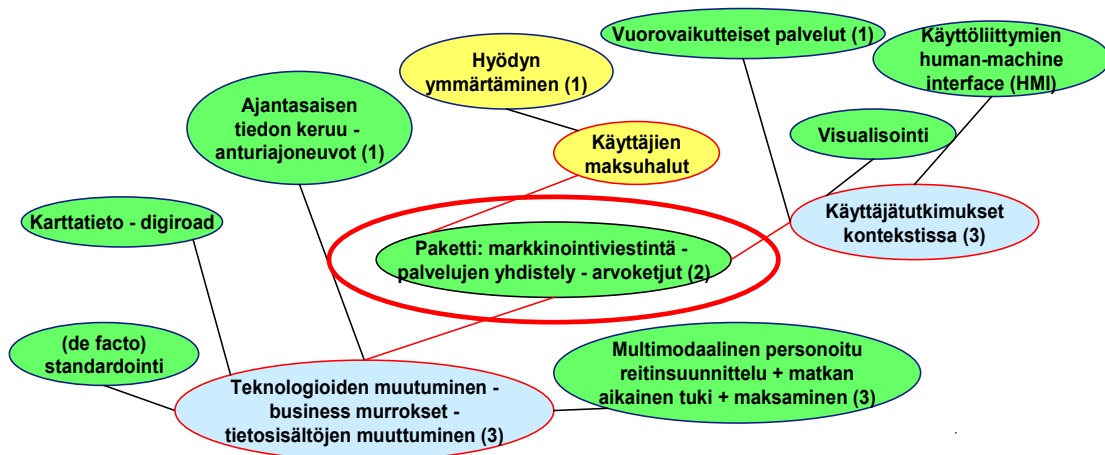 Vuorovaikutteiset palvelut (1)
Käyttöliittymien
human-machine
interface (HMI)
Hyödyn
ymmärtäminen (1)
Ajantasaisen
tiedon keruu -
anturiajoneuvot (1)
Visualisointi
Käyttäjien
maksuhalut
Karttatieto - digiroad
Käyttäjätutkimukset
kontekstissa (3)
Paketti: markkinointiviestintä -
palvelujen yhdistely - arvoketjut (2)
(de facto)
standardointi
Multimodaalinen personoitu
reitinsuunnittelu + matkan
aikainen tuki + maksaminen (3)
Teknologioiden muutuminen -
business murrokset -
tietosisältöjen muuttuminen (3)